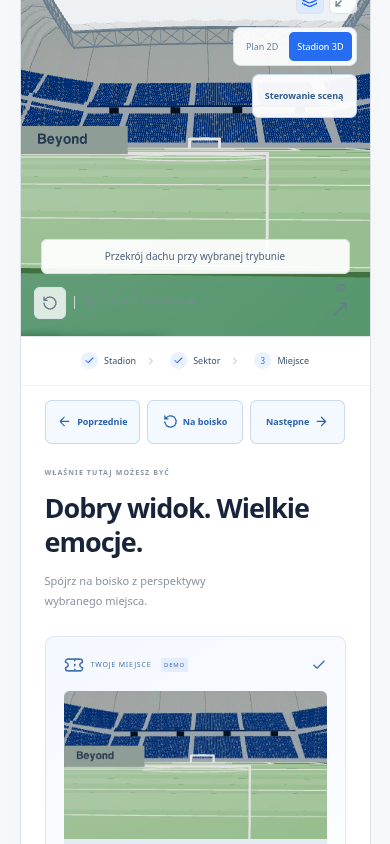 Plan 2D
Stadion 3D
Sterowanie sceną
Beyond
Przekrój dachu przy wybranej trybunie
Stadion
Sektor
3 Miejsce
Poprzednie
Na boisko
Następne
WŁAŚNIE TUTAJ MOŻESZ BYĆ
Dobry widok. Wielkie
emocje.
Spójrz na boisko z perspektywy
wybranego miejsca.
TWOJE MIEJSCE
DEMO
Beyond